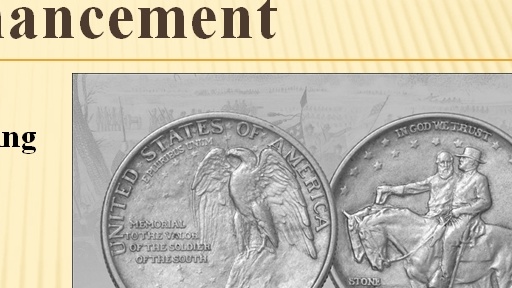 ancement
ng
UNITED STATES OF AMERICA
E PLURIBUS UNUM
MEMORIAL
TO THE VALOR
OF THE SOLDIER
OF THE SOUTH
IN GOD WE TRUST
STONE